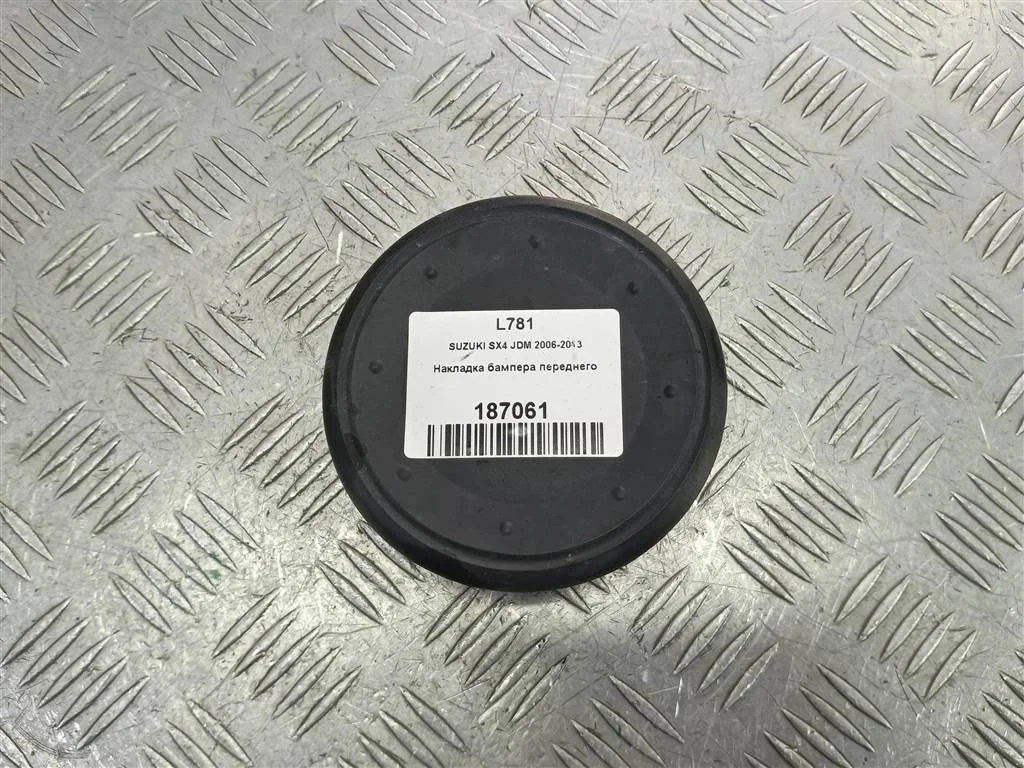 L781
SUZUKI SX4 JDM 2006-2013
Накладка бампера переднего
187061